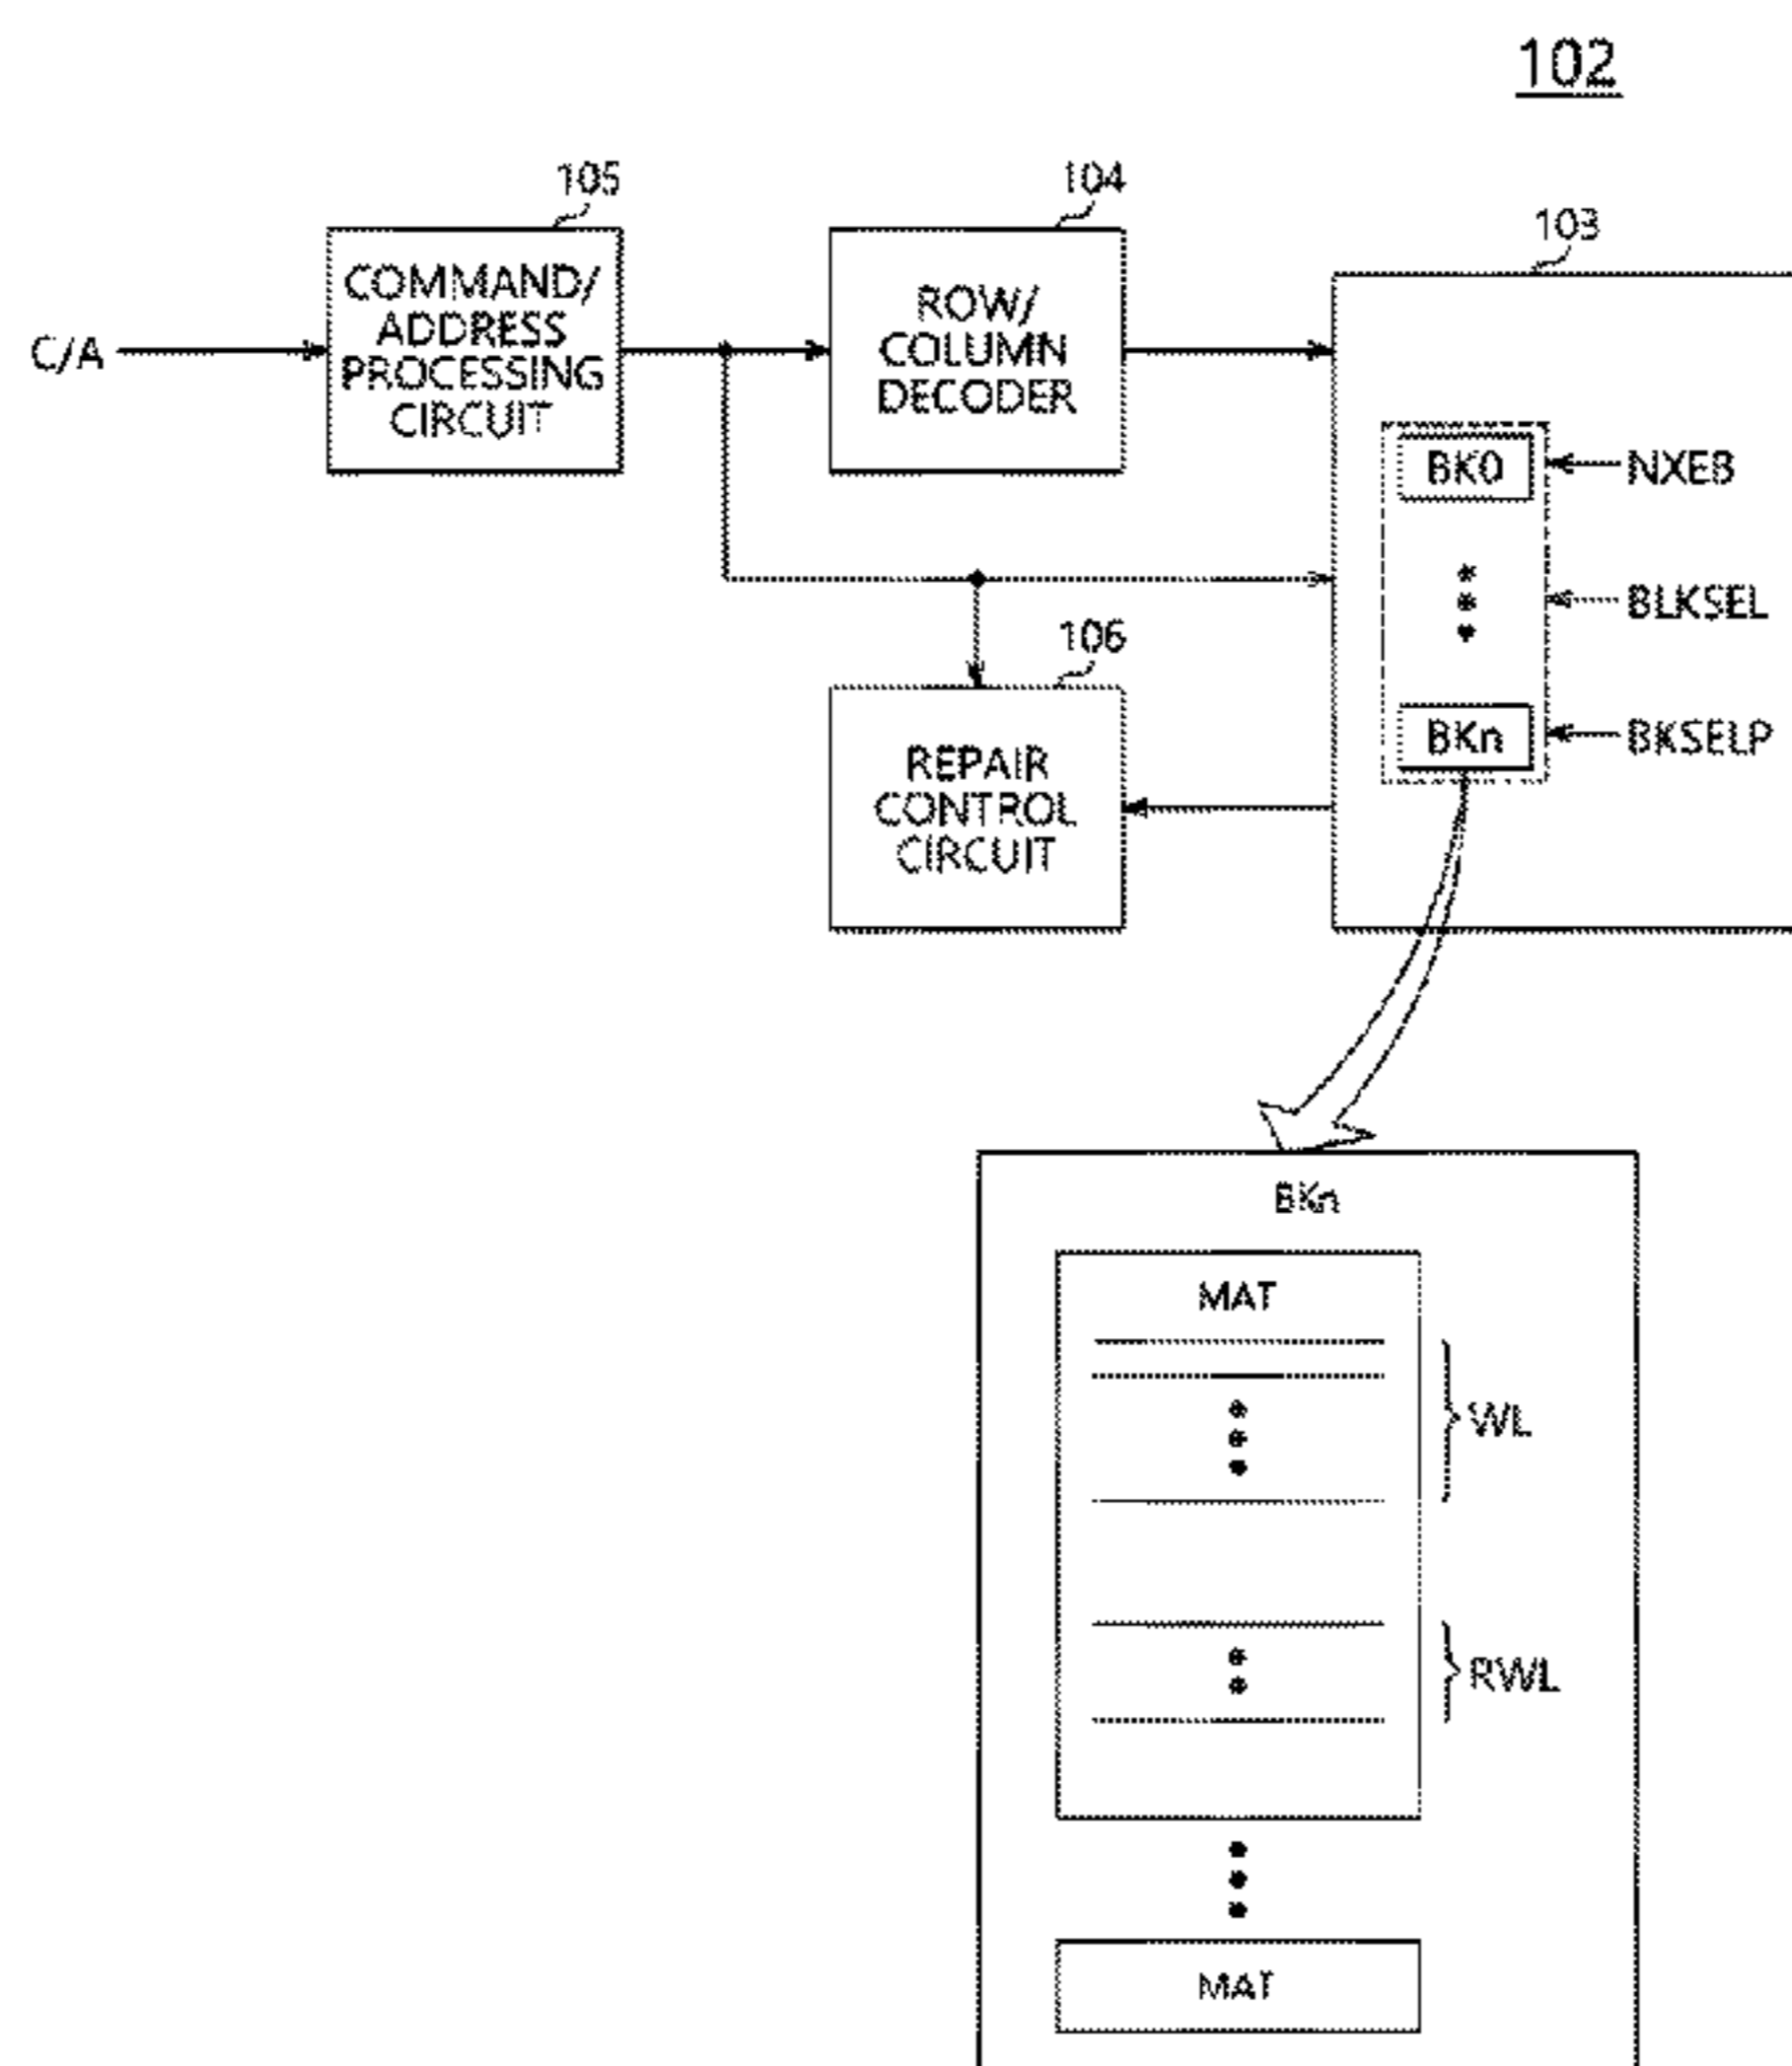 102
105
104
103
C/A
COMMAND/
ADDRESS
PROCESSING
CIRCUIT
ROW/
COLUMN
DECODER
BK0
NXEB
BLKSEL
106
BKn
BKSELP
REPAIR
CONTROL
CIRCUIT
BKn
MAT
WL
RWL
MAT